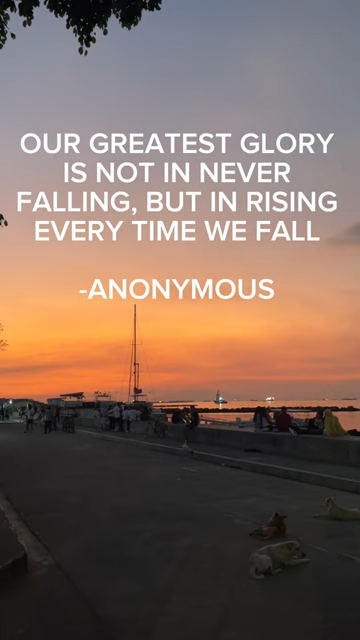 OUR GREATEST GLORY
IS NOT IN NEVER
FALLING, BUT IN RISING
EVERY TIME WE FALL
-ANONYMOUS